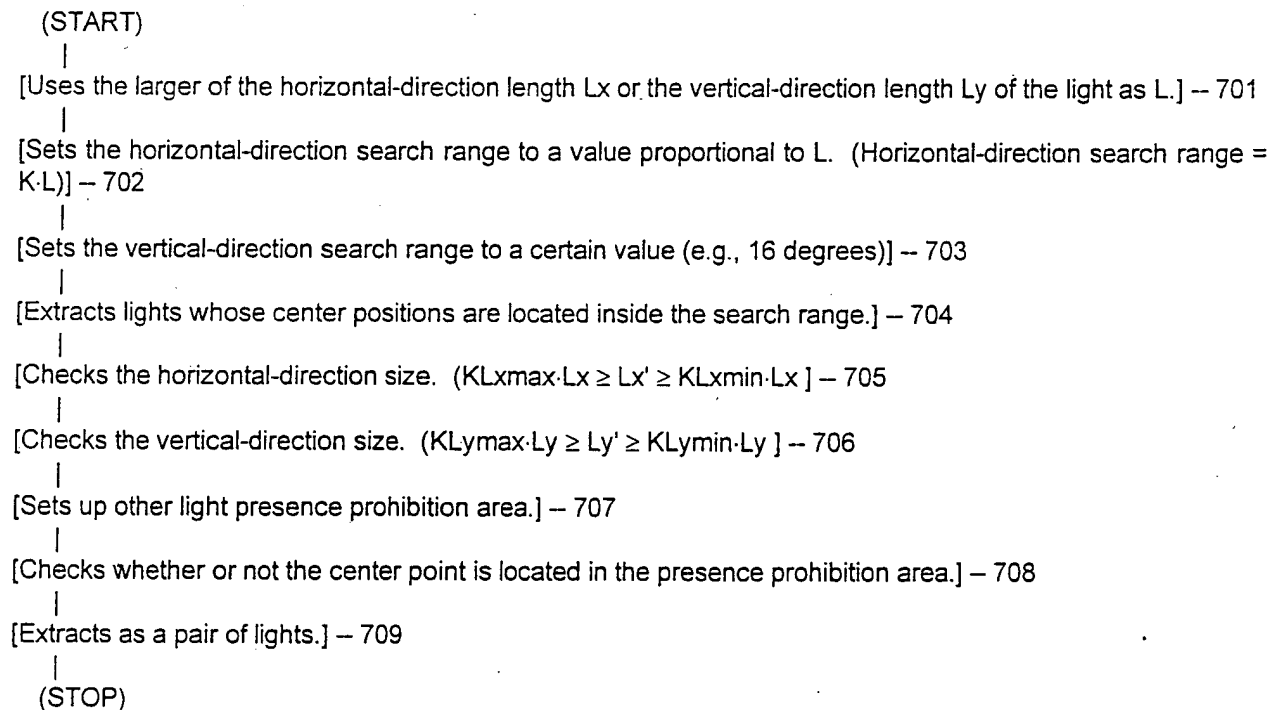 (START)
[Uses the larger of the horizontal-direction length Lx or the vertical-direction length Ly of the light as L.] – 701
[Sets the horizontal-direction search range to a value proportional to L. (Horizontal-direction search range =
K·L)] – 702
[Sets the vertical-direction search range to a certain value (e.g., 16 degrees)] – 703
[Extracts lights whose center positions are located inside the search range.] – 704
[Checks the horizontal-direction size. (KLxmax·Lx ≥ Lx' ≥ KLxmin·Lx ] – 705
[Checks the vertical-direction size. (KLymax·Ly ≥ Ly' ≥ KLymin·Ly ] – 706
[Sets up other light presence prohibition area.] – 707
[Checks whether or not the center point is located in the presence prohibition area.] – 708
[Extracts as a pair of lights.] – 709
(STOP)